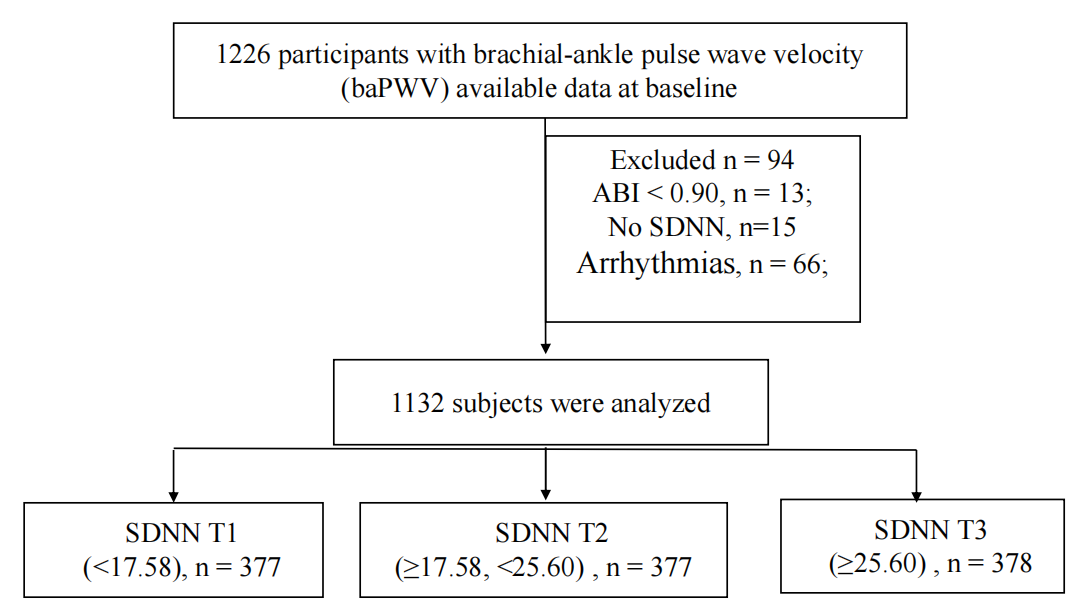 1226 participants with brachial-ankle pulse wave velocity
(baPWV) available data at baseline
Excluded n = 94
ABI < 0.90, n = 13;
No SDNN, n=15
Arrhythmias, n = 66;
1132 subjects were analyzed
SDNN T1
(<17.58), n = 377
SDNN T2
(≥17.58, <25.60) , n = 377
SDNN T3
(≥25.60) , n = 378